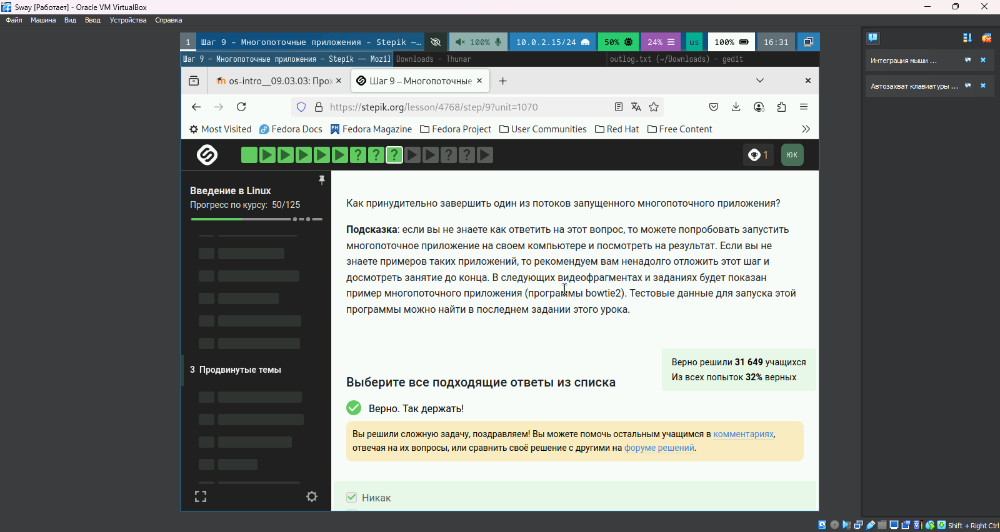 Sway [Работает] - Oracle VM VirtualBox
Файл Машина Вид Ввод Устройства Справка
1 Шаг 9 – Многопоточные приложения – Stepik —… 100% 10.0.2.15/24 50% 24% us 100% 16:31
Шаг 9 – Многопоточные приложения – Stepik — Mozil Downloads – Thunar outlog.txt (~/Downloads) – gedit
os-intro__09.03.03: Прох Шаг 9 – Многопоточные
https://stepik.org/lesson/4768/step/9?unit=1070
Most Visited Fedora Docs Fedora Magazine Fedora Project User Communities Red Hat Free Content
1 ЮК
Введение в Linux
Прогресс по курсу: 50/125
3 Продвинутые темы
Как принудительно завершить один из потоков запущенного многопоточного приложения?
Подсказка: если вы не знаете как ответить на этот вопрос, то можете попробовать запустить
многопоточное приложение на своем компьютере и посмотреть на результат. Если вы не
знаете примеров таких приложений, то рекомендуем вам ненадолго отложить этот шаг и
досмотреть занятие до конца. В следующих видеофрагментах и заданиях будет показан
пример многопоточного приложения (программы bowtie2). Тестовые данные для запуска этой
программы можно найти в последнем задании этого урока.
Верно решили 31 649 учащихся
Из всех попыток 32% верных
Выберите все подходящие ответы из списка
Верно. Так держать!
Вы решили сложную задачу, поздравляем! Вы можете помочь остальным учащимся в комментариях,
отвечая на их вопросы, или сравнить своё решение с другими на форуме решений.
Никак
Интеграция мыши ...
Автозахват клавиатуры ...
Shift + Right Ctrl